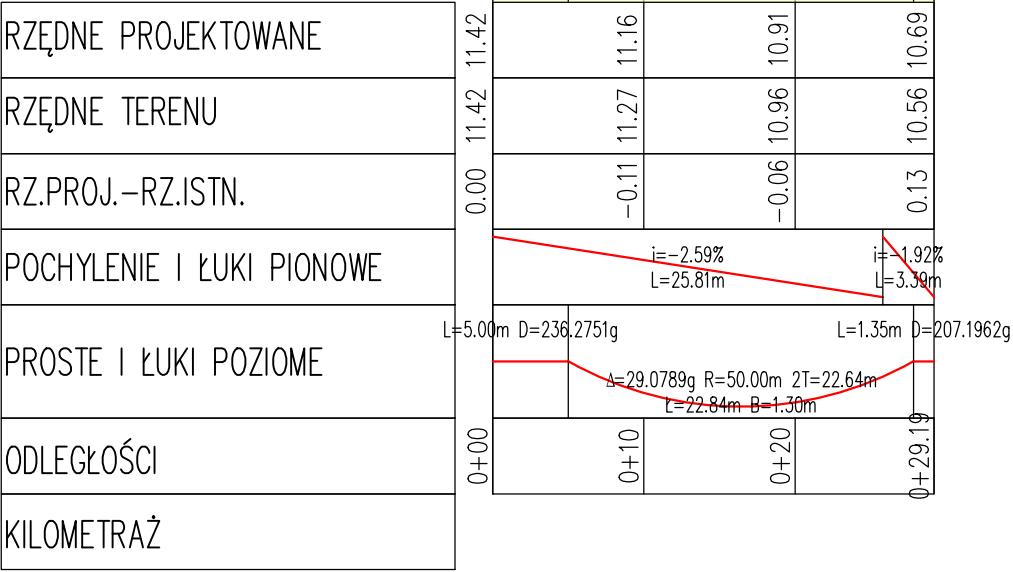 RZĘDNE PROJEKTOWANE 11.42 11.16 10.91 10.69
RZĘDNE TERENU 11.42 11.27 10.96 10.56
RZ.PROJ.-RZ.ISTN. 0.00 -0.11 -0.06 0.13
POCHYLENIE I ŁUKI PIONOWE
i=-2.59%
L=25.81m
i=-1.92%
L=3.39m
PROSTE I ŁUKI POZIOME
L=5.00m D=236.2751g
L=1.35m D=207.1962g
Δ=29.0789g R=50.00m 2T=22.64m
Ł=22.84m B=1.30m
ODLEGŁOŚCI 0+00 0+10 0+20 0+29.19
KILOMETRAŻ